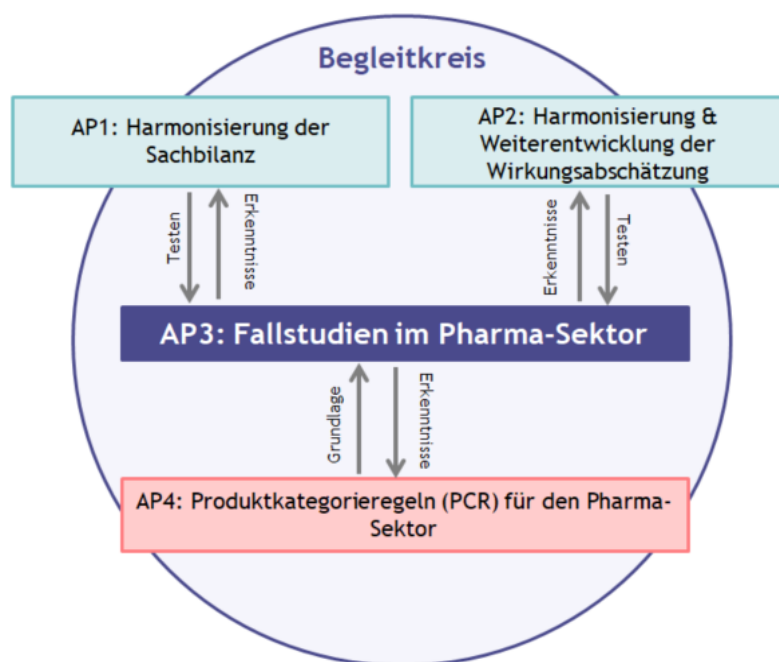 Begleitkreis
AP1: Harmonisierung der
Sachbilanz
AP2: Harmonisierung &
Weiterentwicklung der
Wirkungsabschätzung
Testen
Erkenntnisse
Erkenntnisse
Testen
AP3: Fallstudien im Pharma-Sektor
Grundlage
Erkenntnisse
AP4: Produktkategorieregeln (PCR) für den Pharma-
Sektor